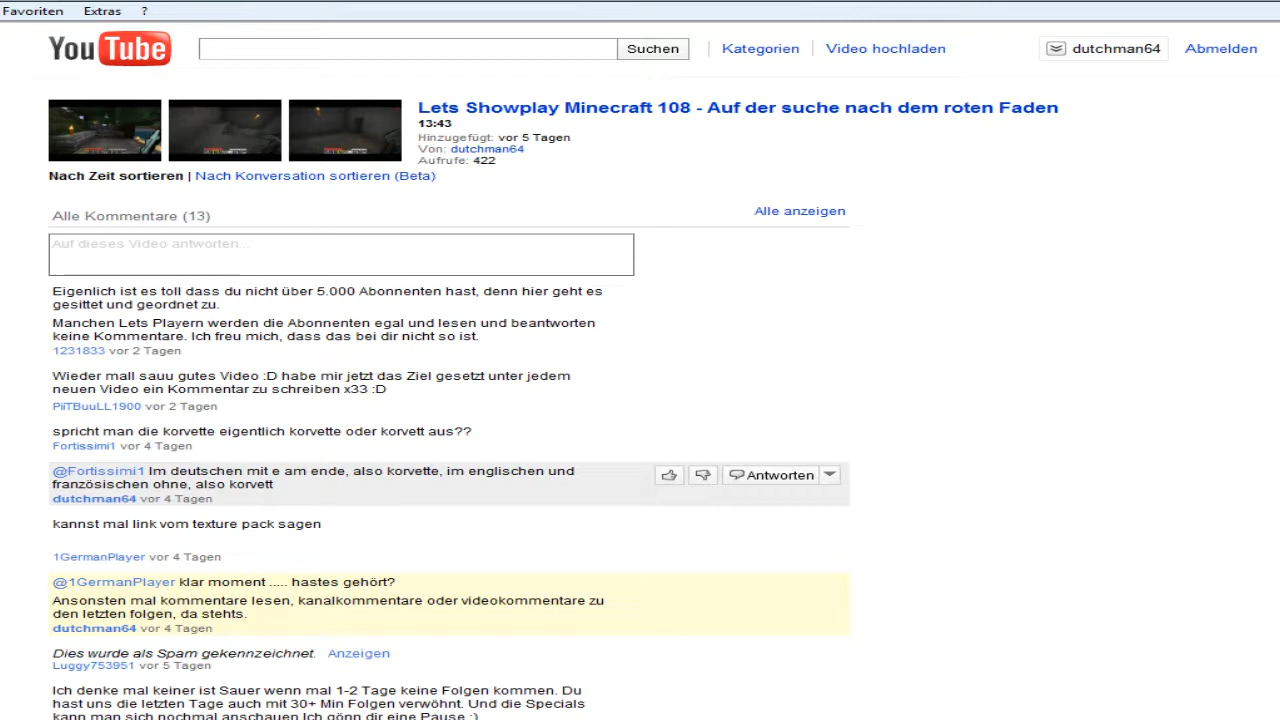 Favoriten Extras ?
YouTube Suchen Kategorien Video hochladen dutchman64 Abmelden
Lets Showplay Minecraft 108 - Auf der suche nach dem roten Faden
13:43
Hinzugefügt: vor 5 Tagen
Von: dutchman64
Aufrufe: 422
Nach Zeit sortieren | Nach Konversation sortieren (Beta)
Alle Kommentare (13) Alle anzeigen
Auf dieses Video antworten...
Eigenlich ist es toll dass du nicht über 5.000 Abonnenten hast, denn hier geht es
gesittet und geordnet zu.
Manchen Lets Playern werden die Abonnenten egal und lesen und beantworten
keine Kommentare. Ich freu mich, dass das bei dir nicht so ist.
1231833 vor 2 Tagen
Wieder mall sauu gutes Video :D habe mir jetzt das Ziel gesetzt unter jedem
neuen Video ein Kommentar zu schreiben x33 :D
PiiTBuuLL1900 vor 2 Tagen
spricht man die korvette eigentlich korvette oder korvett aus??
Fortissimi1 vor 4 Tagen
@Fortissimi1 Im deutschen mit e am ende, also korvette, im englischen und
französischen ohne, also korvett
Antworten
dutchman64 vor 4 Tagen
kannst mal link vom texture pack sagen
1GermanPlayer vor 4 Tagen
@1GermanPlayer klar moment ..... hastes gehört?
Ansonsten mal kommentare lesen, kanalkommentare oder videokommentare zu
den letzten folgen, da stehts.
dutchman64 vor 4 Tagen
Dies wurde als Spam gekennzeichnet. Anzeigen
Luggy753951 vor 5 Tagen
Ich denke mal keiner ist Sauer wenn mal 1-2 Tage keine Folgen kommen. Du
hast uns die letzten Tage auch mit 30+ Min Folgen verwöhnt. Und die Specials
kann man sich nochmal anschauen Ich gönn dir eine Pause :)